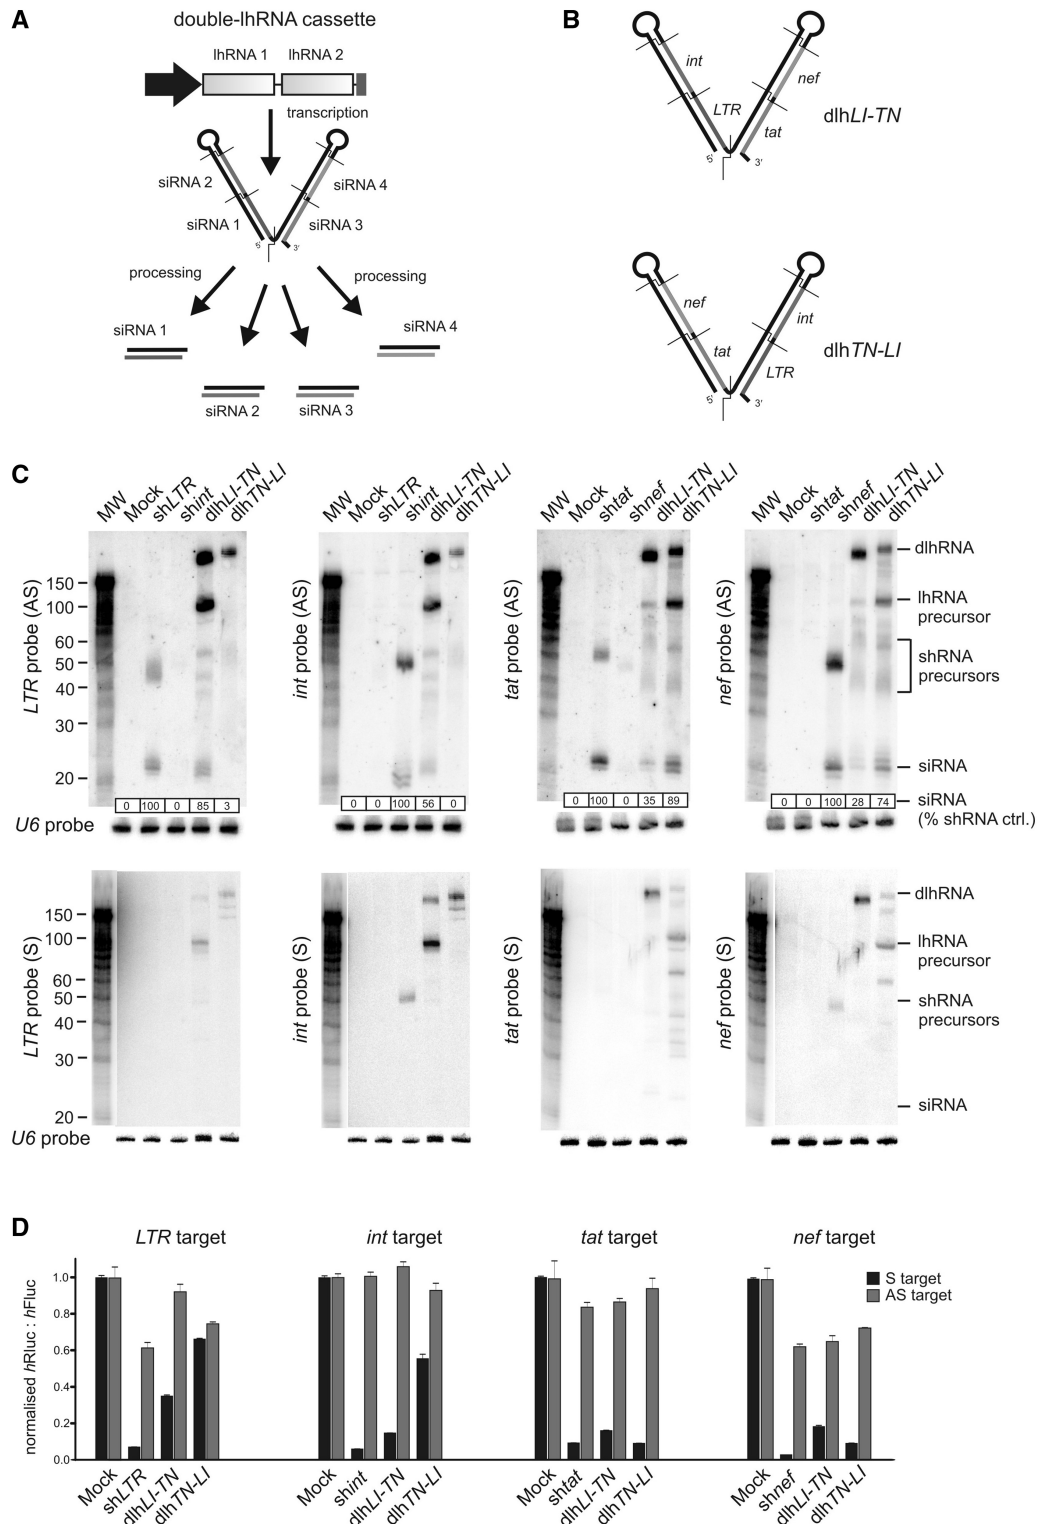 A
double-lhRNA cassette
lhRNA 1
lhRNA 2
transcription
siRNA 2
siRNA 4
siRNA 1
siRNA 3
5'
3'
processing
processing
siRNA 1
siRNA 4
siRNA 2
siRNA 3
B
int
nef
LTR
tat
5'
3'
dlhLI-TN
nef
int
tat
LTR
5'
3'
dlhTN-LI
C
MW
Mock
shLTR
shint
dlhLI-TN
dlhTN-LI
MW
Mock
shLTR
shint
dlhLI-TN
dlhTN-LI
MW
Mock
shtat
shnef
dlhLI-TN
dlhTN-LI
MW
Mock
shtat
shnef
dlhLI-TN
dlhTN-LI
LTR probe (AS)
150
100
60
50
40
30
20
int probe (AS)
tat probe (AS)
nef probe (AS)
dlhRNA
lhRNA
precursor
shRNA
precursors
siRNA
0 100 0 85 3
0 0 100 56 0
0 100 0 35 89
0 0 100 28 74
siRNA
(% shRNA ctrl.)
U6 probe
LTR probe (S)
150
100
60
50
40
30
20
int probe (S)
tat probe (S)
nef probe (S)
dlhRNA
lhRNA
precursor
shRNA
precursors
siRNA
U6 probe
D
LTR target
int target
tat target
nef target
S target
AS target
normalised hRluc : hFluc
1.0
0.8
0.6
0.4
0.2
0.0
Mock
shLTR
dlhLI-TN
dlhTN-LI
Mock
shint
dlhLI-TN
dlhTN-LI
Mock
shtat
dlhLI-TN
dlhTN-LI
Mock
shnef
dlhLI-TN
dlhTN-LI